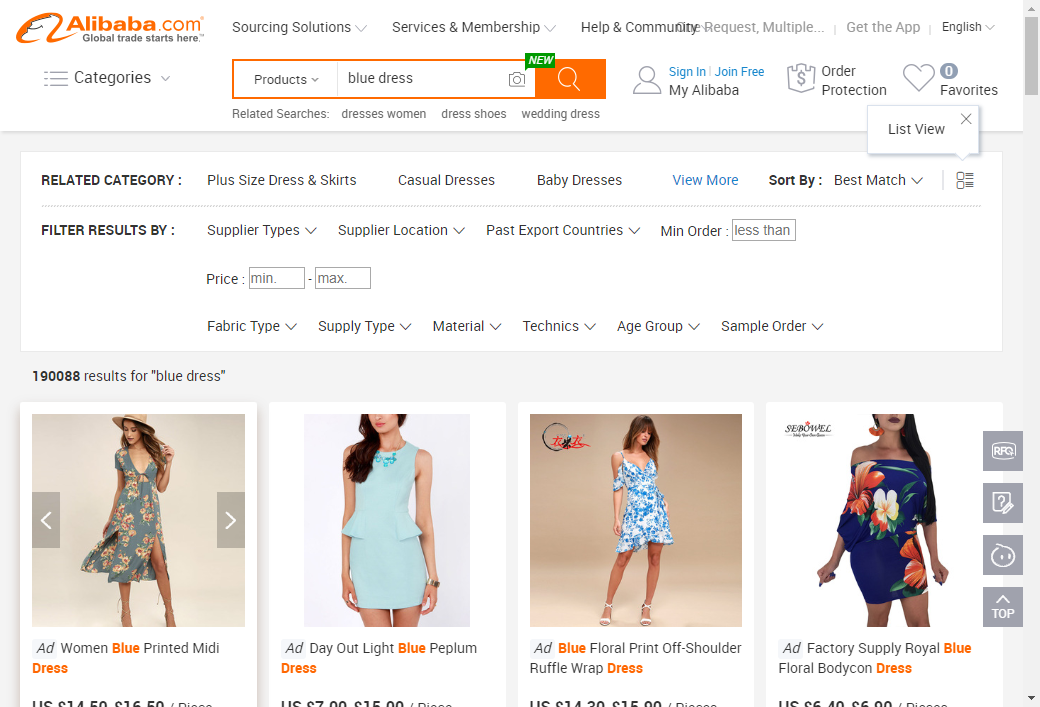 Alibaba.com
Global trade starts here.™
Sourcing Solutions
Services & Membership
Help & Community
One Request, Multiple...
Get the App
English
Categories
Products
blue dress
NEW
Sign In | Join Free
My Alibaba
Order
Protection
0
Favorites
Related Searches: dresses women dress shoes wedding dress
List View
RELATED CATEGORY : Plus Size Dress & Skirts Casual Dresses Baby Dresses View More Sort By : Best Match
FILTER RESULTS BY : Supplier Types Supplier Location Past Export Countries Min Order : less than
Price : min. - max.
Fabric Type Supply Type Material Technics Age Group Sample Order
190088 results for "blue dress"
SEBOWEL
RFQ
TOP
Ad Women Blue Printed Midi
Dress
Ad Day Out Light Blue Peplum
Dress
Ad Blue Floral Print Off-Shoulder
Ruffle Wrap Dress
Ad Factory Supply Royal Blue
Floral Bodycon Dress
US $14.50-$16.50 / Piece
US $7.00-$15.00 / Piece
US $14.30-$15.90 / Piece
US $6.40-$6.90 / Pieces